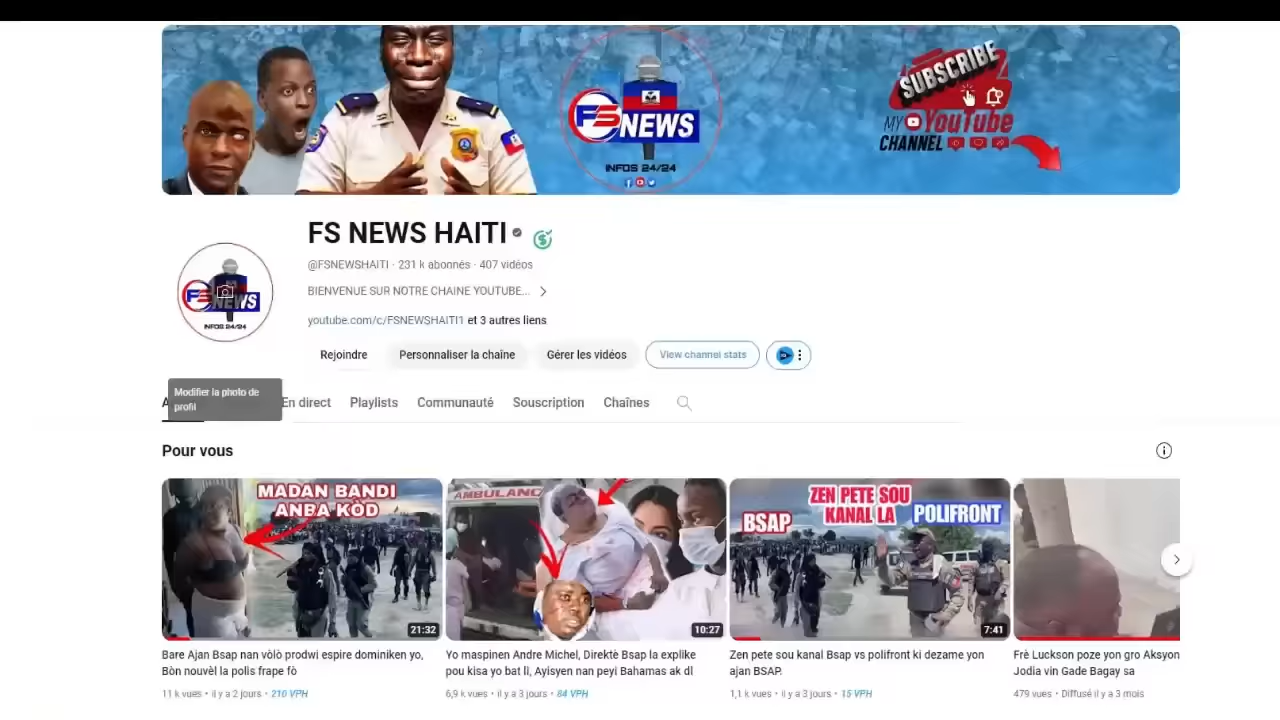 SUBSCRIBE
MY YouTube
CHANNEL
FS NEWS
INFOS 24/24
FS NEWS HAITI
@FSNEWSHAITI · 231 k abonnés · 407 vidéos
BIENVENUE SUR NOTRE CHAINE YOUTUBE...
youtube.com/c/FSNEWSHAITI1 et 3 autres liens
FS NEWS
INFOS 24/24
Rejoindre Personnaliser la chaîne Gérer les vidéos View channel stats
Modifier la photo de
profil
En direct Playlists Communauté Souscription Chaînes
Pour vous
MADAN BANDI
ANBA KÒD
21:32
AMBULANC
10:27
ZEN PETE SOU
KANAL LA
BSAP
POLIFRONT
7:41
Bare Ajan Bsap nan vòlò prodwi espire dominiken yo,
Bòn nouvèl la polis frape fò
11 k vues • il y a 2 jours • 210 VPH
Yo maspinen Andre Michel, Direktè Bsap la explike
pou kisa yo bat li, Ayisyen nan peyi Bahamas ak dl
6,9 k vues • il y a 3 jours • 84 VPH
Zen pete sou kanal Bsap vs polifront ki dezame yon
ajan BSAP.
1,1 k vues • il y a 3 jours • 15 VPH
Frè Luckson poze yon gro Aksyon
Jodia vin Gade Bagay sa
479 vues • Diffusé il y a 3 mois